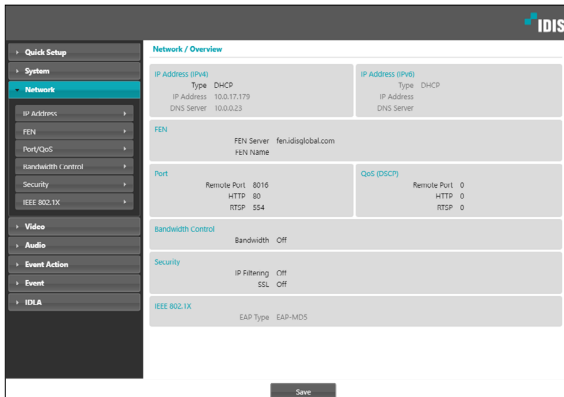 IDIS
Quick Setup
System
Network
IP Address
FEN
Port/QoS
Bandwidth Control
Security
IEEE 802.1X
Video
Audio
Event Action
Event
IDLA
Network / Overview
IP Address (IPv4)
Type DHCP
IP Address 10.0.17.179
DNS Server 10.0.0.23
IP Address (IPv6)
Type DHCP
IP Address
DNS Server
FEN
FEN Server fen.idisglobal.com
FEN Name
Port
Remote Port 8016
HTTP 80
RTSP 554
QoS (DSCP)
Remote Port 0
HTTP 0
RTSP 0
Bandwidth Control
Bandwidth Off
Security
IP Filtering Off
SSL Off
IEEE 802.1X
EAP Type EAP-MD5
Save